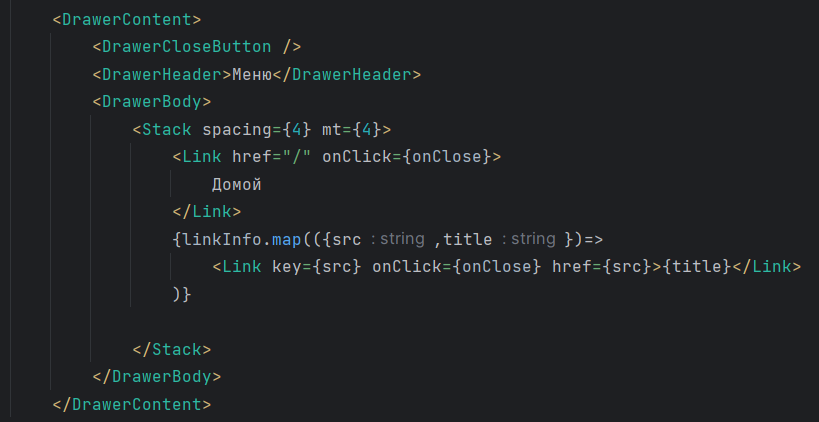 <DrawerContent>
    <DrawerCloseButton />
    <DrawerHeader>Меню</DrawerHeader>
    <DrawerBody>
        <Stack spacing={4} mt={4}>
            <Link href="/" onClick={onClose}>
                Домой
            </Link>
            {linkInfo.map(({src : string ,title : string })=>
                <Link key={src} onClick={onClose} href={src}>{title}</Link>
            )}
        </Stack>
    </DrawerBody>
</DrawerContent>